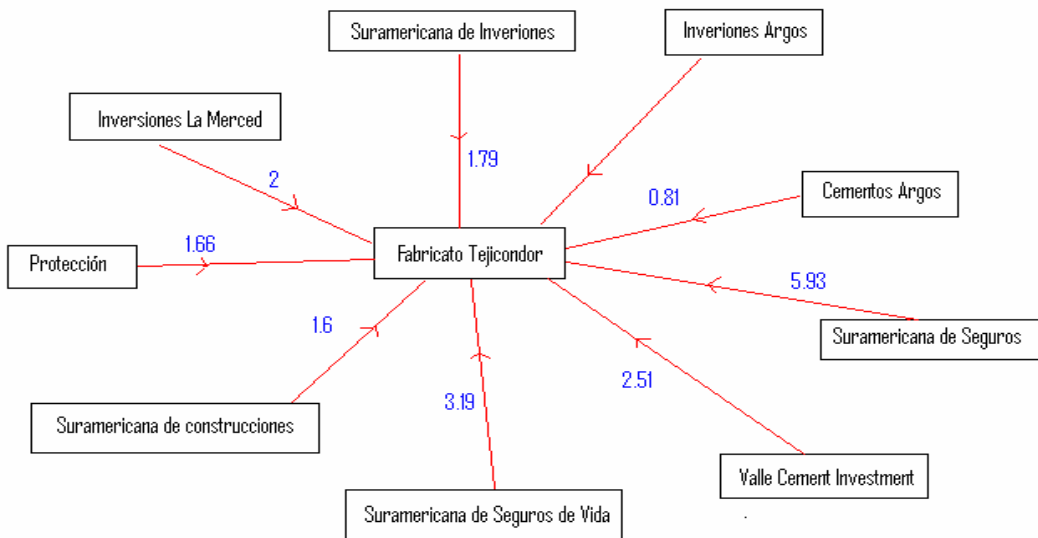 Suramericana de Inveriones
Inveriones Argos
Inversiones La Merced
1.79
2
Cementos Argos
0.81
Protección
1.66
Fabricato Tejicondor
5.93
Suramericana de Seguros
1.6
2.51
3.19
Suramericana de construcciones
Valle Cement Investment
Suramericana de Seguros de Vida